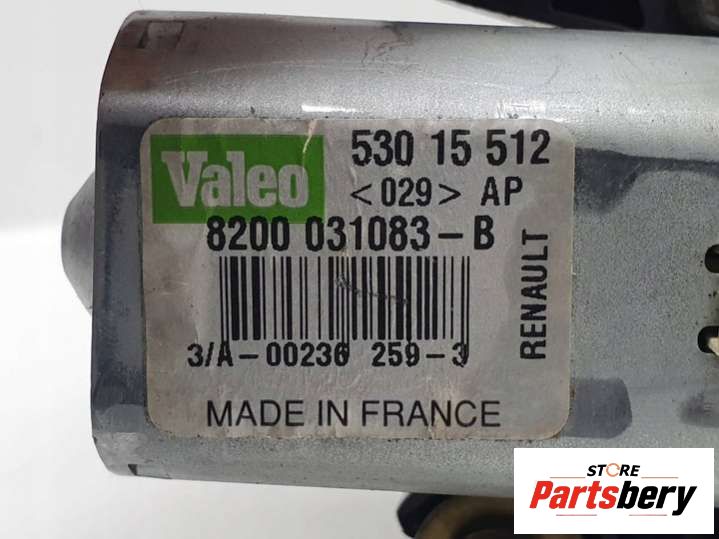 Valeo
530 15 512
<029> AP
8200 031083-B
RENAULT
3/A-00236 259-3
MADE IN FRANCE
STORE
Partsbery